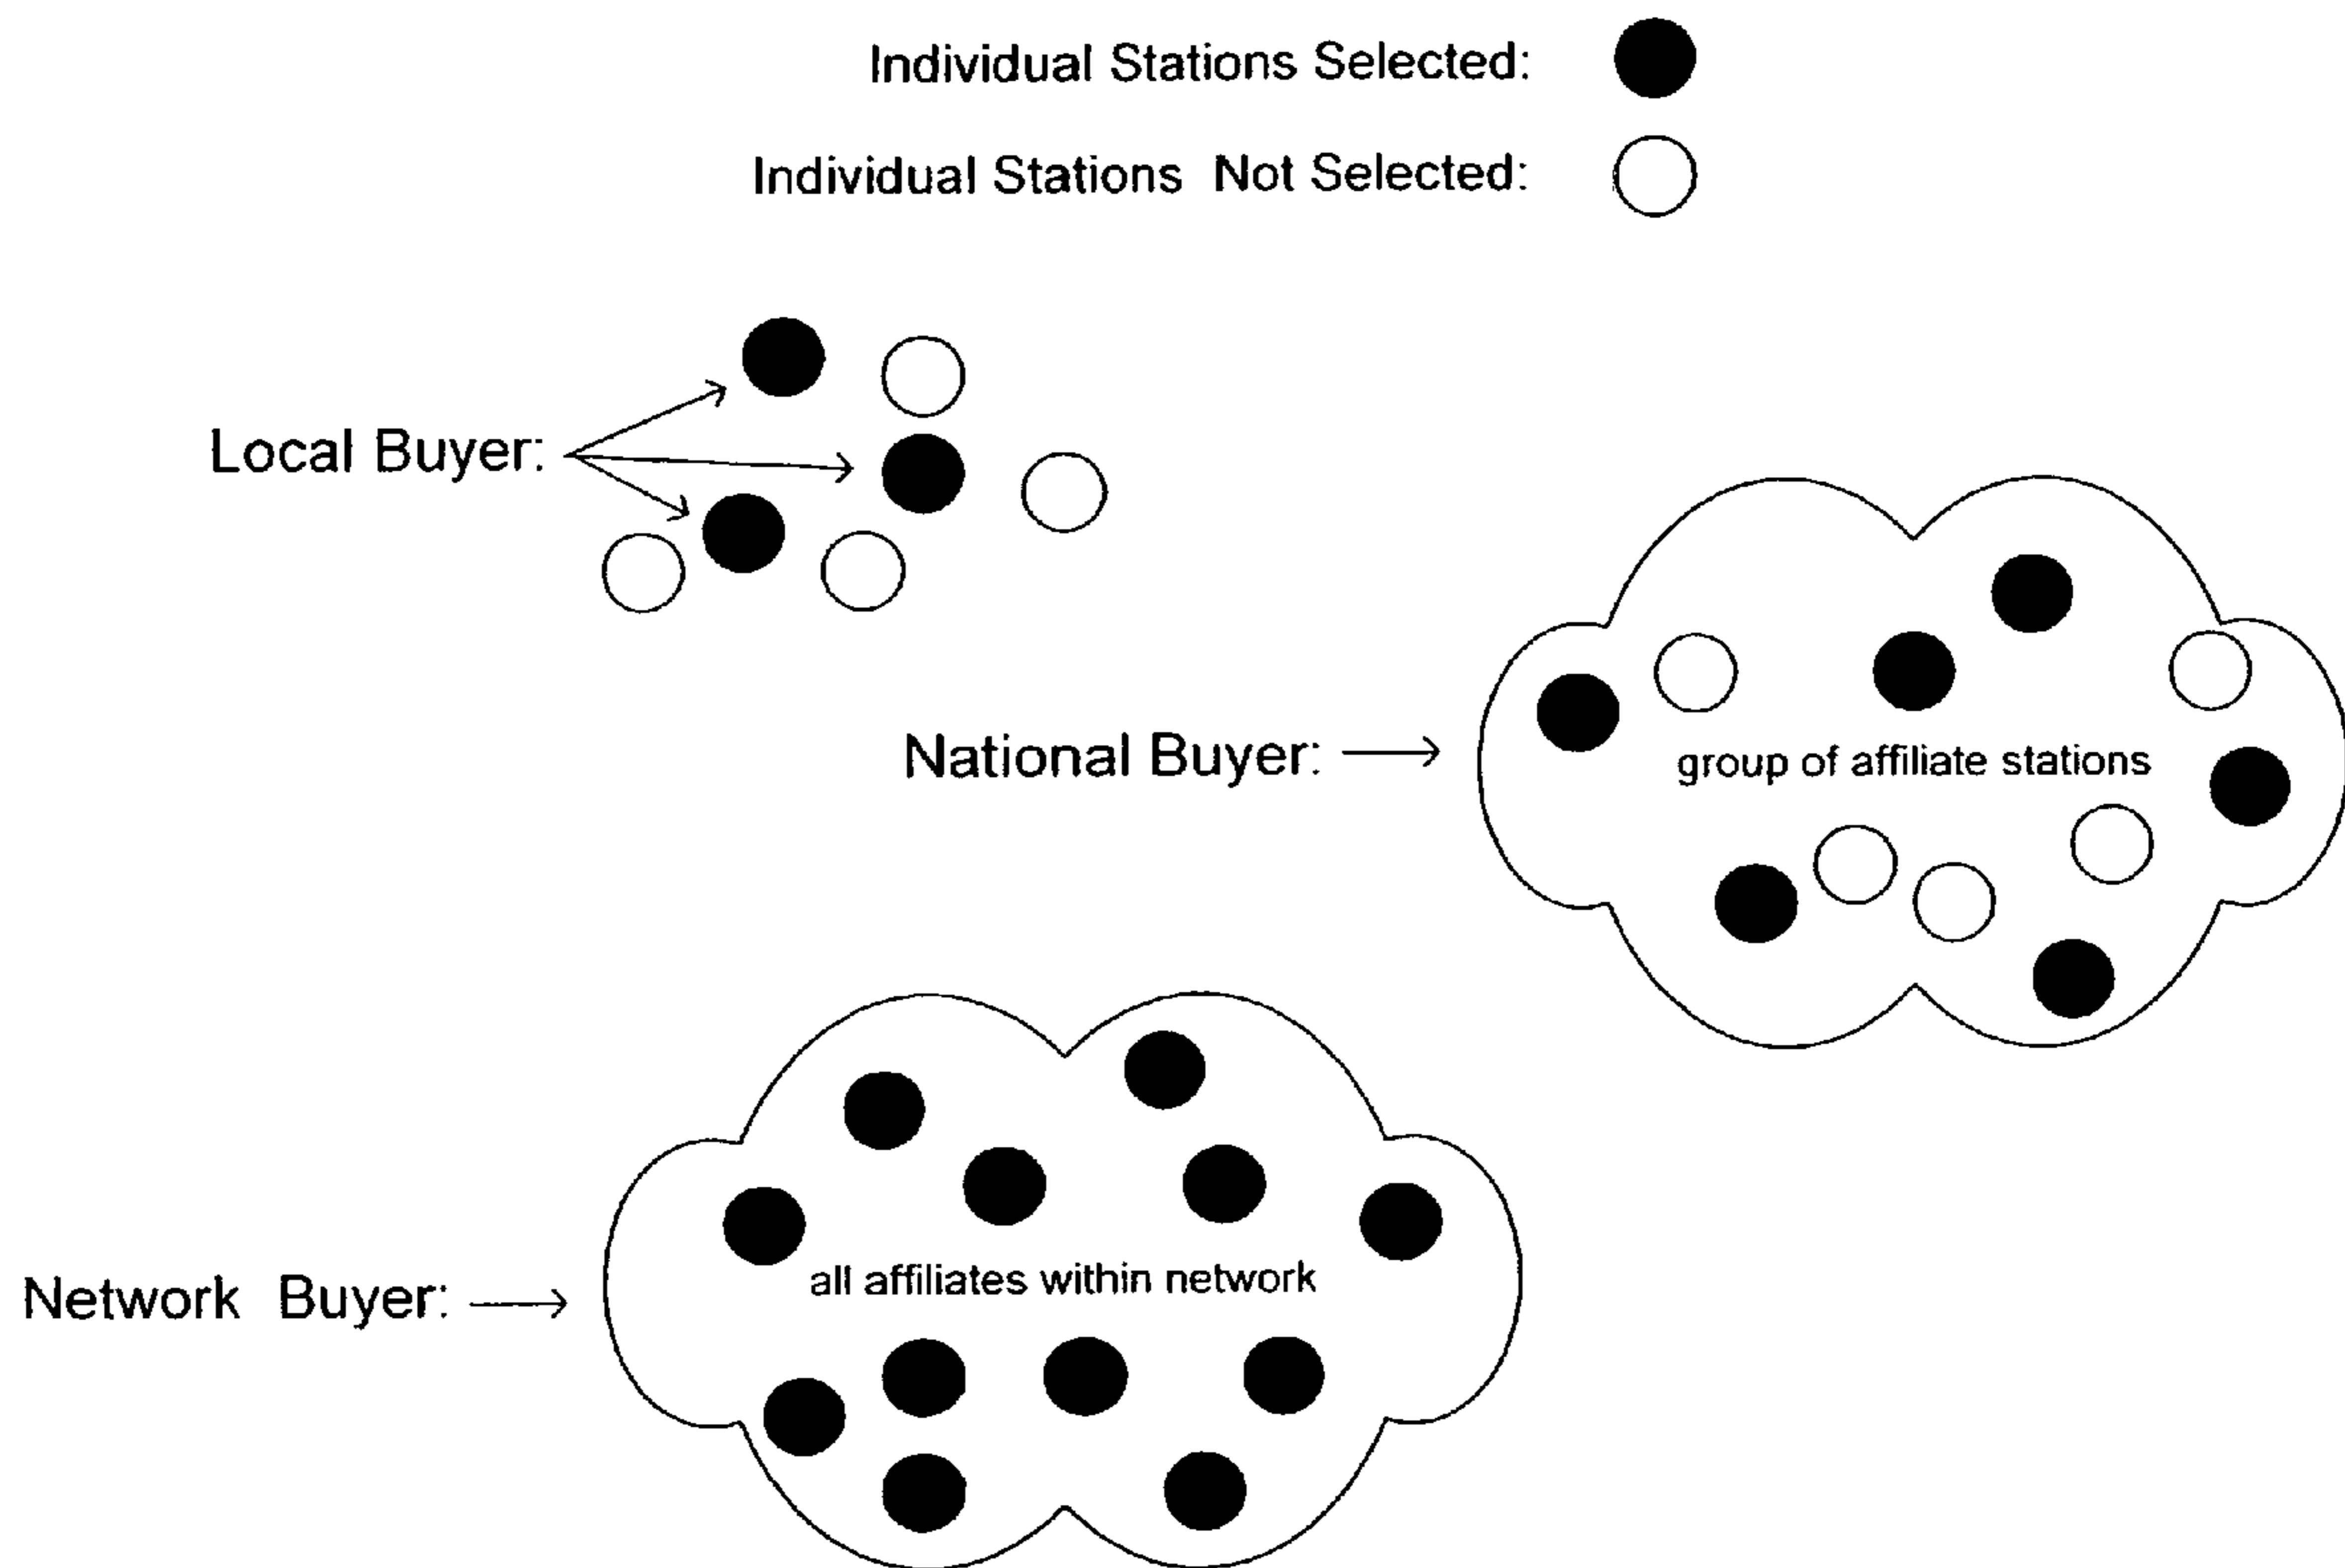 Individual Stations Selected:
Individual Stations Not Selected:
Local Buyer:
National Buyer:
group of affiliate stations
all affiliates within network
Network Buyer: